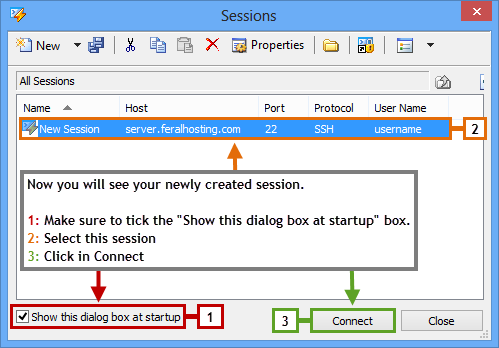 Sessions
New
Properties
All Sessions
Name Host Port Protocol User Name
New Session server.feralhosting.com 22 SSH username
2
Now you will see your newly created session.
1: Make sure to tick the "Show this dialog box at startup" box.
2: Select this session
3: Click in Connect
Show this dialog box at startup
1
3
Connect
Close